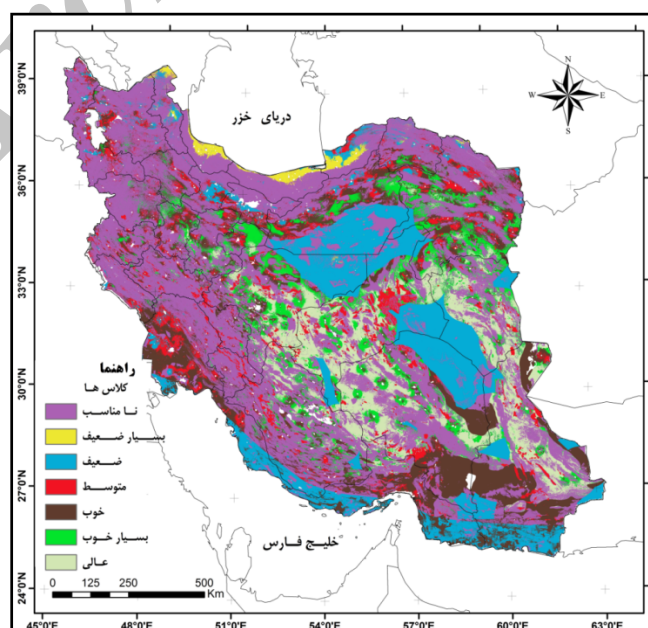 39°0'N
36°0'N
33°0'N
30°0'N
27°0'N
24°0'N
دریای خزر
N
W
E
S
راهنما
کلاس ها
نا مناسب
بسیار ضعیف
ضعیف
متوسط
خوب
بسیار خوب
عالی
خلیج فارس
0 125 250 500
Km
45°0'E 48°0'E 51°0'E 54°0'E 57°0'E 60°0'E 63°0'E